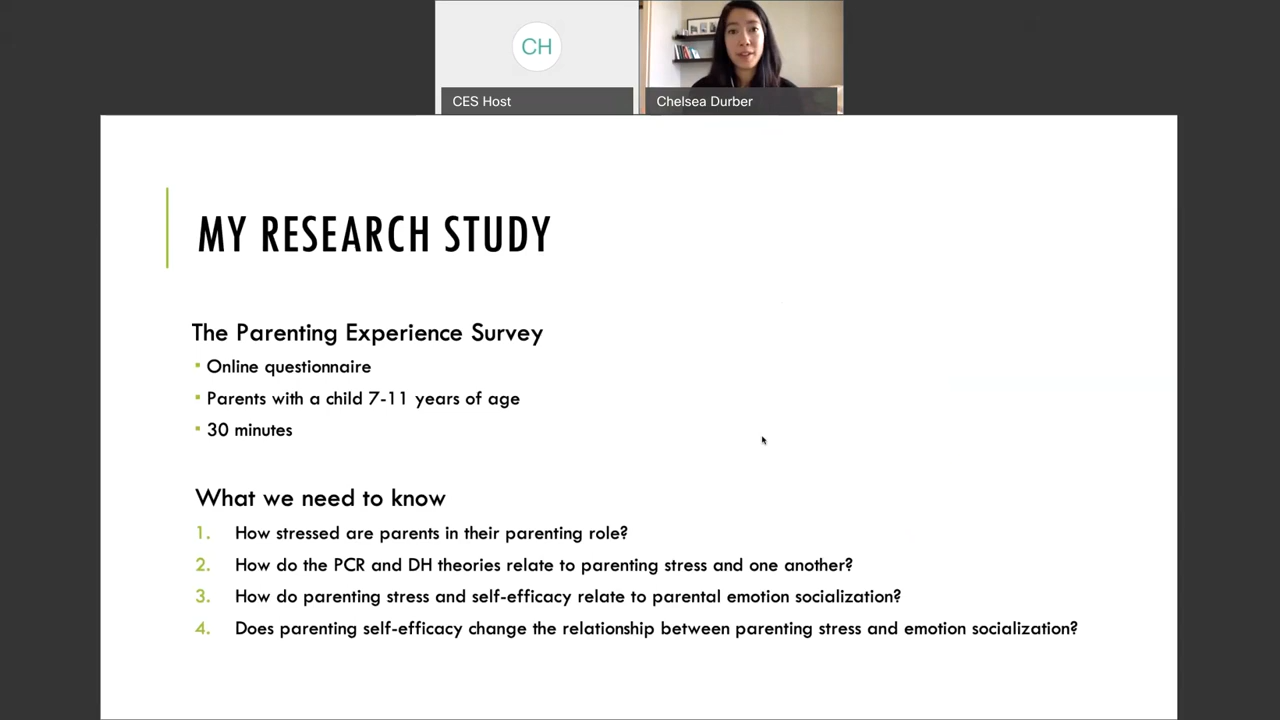 CH
CES Host
Chelsea Durber
MY RESEARCH STUDY
The Parenting Experience Survey
▪ Online questionnaire
▪ Parents with a child 7-11 years of age
▪ 30 minutes
What we need to know
1. How stressed are parents in their parenting role?
2. How do the PCR and DH theories relate to parenting stress and one another?
3. How do parenting stress and self-efficacy relate to parental emotion socialization?
4. Does parenting self-efficacy change the relationship between parenting stress and emotion socialization?